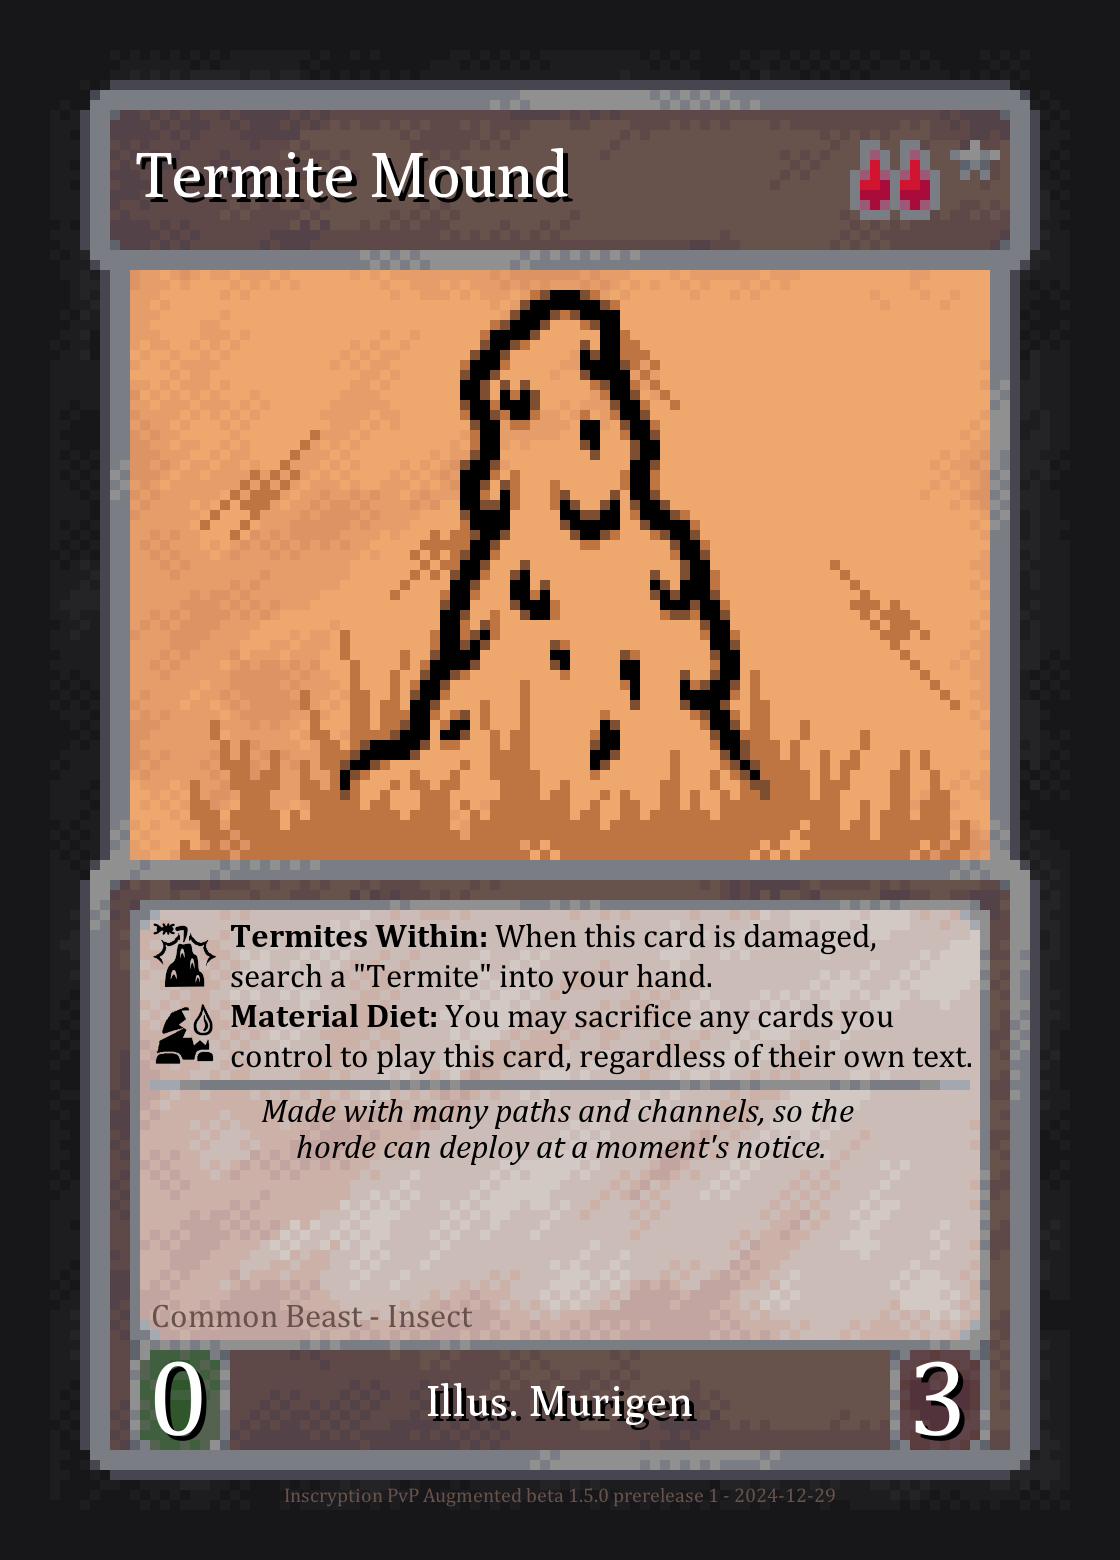 Termite Mound
Termites Within: When this card is damaged,
search a "Termite" into your hand.
Material Diet: You may sacrifice any cards you
control to play this card, regardless of their own text.
Made with many paths and channels, so the
horde can deploy at a moment's notice.
Common Beast - Insect
0
Illus. Murigen
3
Inscryption PvP Augmented beta 1.5.0 prerelease 1 - 2024-12-29